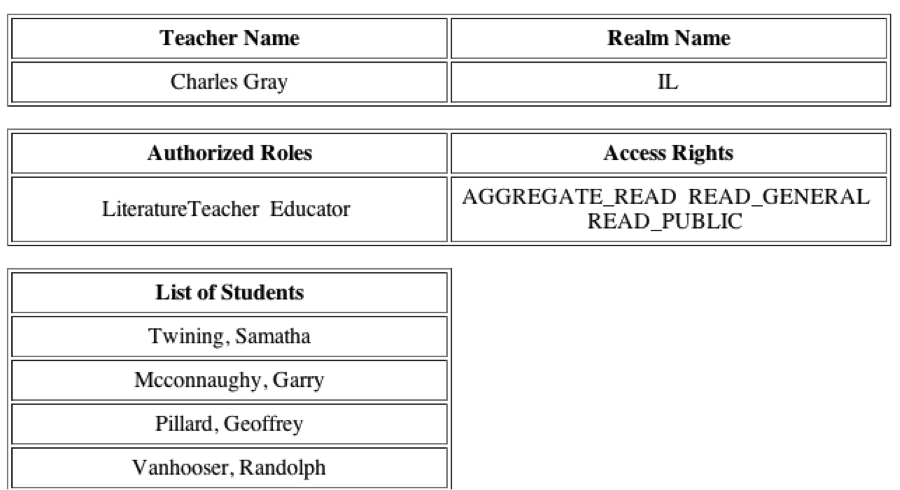 Teacher Name Realm Name
Charles Gray IL
Authorized Roles Access Rights
LiteratureTeacher Educator AGGREGATE_READ READ_GENERAL
READ_PUBLIC
List of Students
Twining, Samatha
Mcconnaughy, Garry
Pillard, Geoffrey
Vanhooser, Randolph